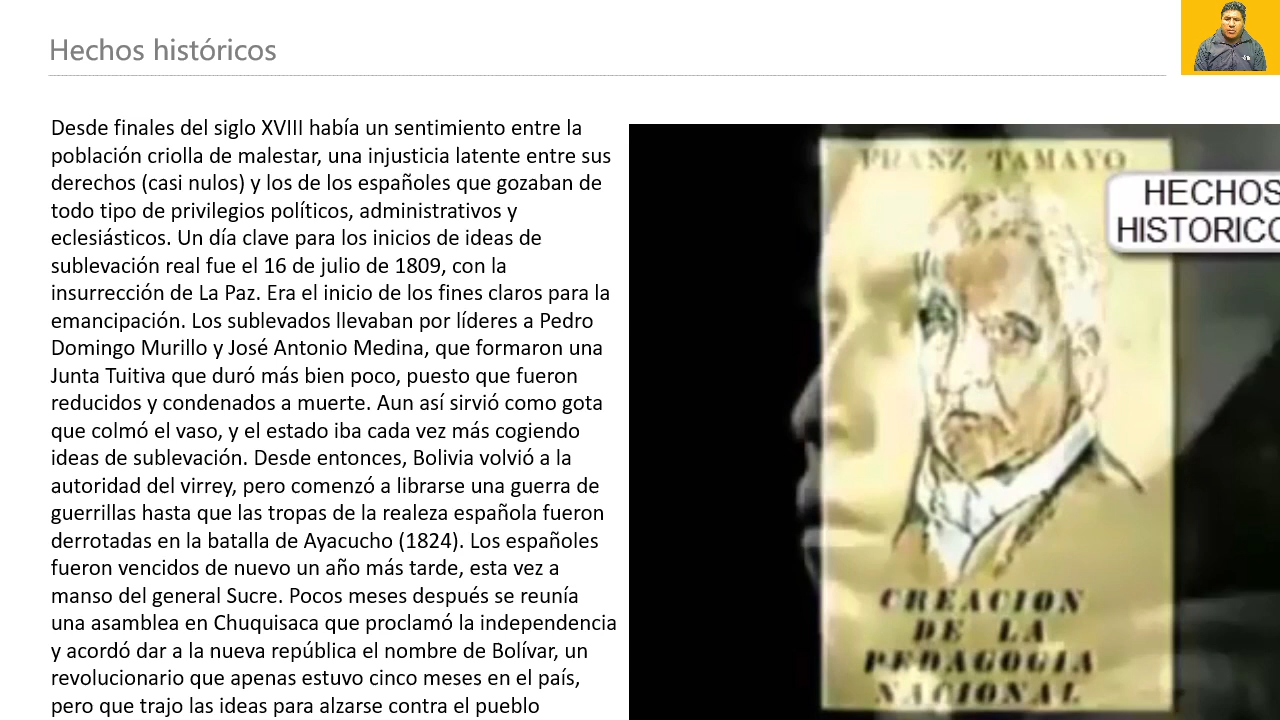 Hechos históricos
Desde finales del siglo XVIII había un sentimiento entre la
población criolla de malestar, una injusticia latente entre sus
derechos (casi nulos) y los de los españoles que gozaban de
todo tipo de privilegios políticos, administrativos y
eclesiásticos. Un día clave para los inicios de ideas de
sublevación real fue el 16 de julio de 1809, con la
insurrección de La Paz. Era el inicio de los fines claros para la
emancipación. Los sublevados llevaban por líderes a Pedro
Domingo Murillo y José Antonio Medina, que formaron una
Junta Tuitiva que duró más bien poco, puesto que fueron
reducidos y condenados a muerte. Aun así sirvió como gota
que colmó el vaso, y el estado iba cada vez más cogiendo
ideas de sublevación. Desde entonces, Bolivia volvió a la
autoridad del virrey, pero comenzó a librarse una guerra de
guerrillas hasta que las tropas de la realeza española fueron
derrotadas en la batalla de Ayacucho (1824). Los españoles
fueron vencidos de nuevo un año más tarde, esta vez a
manso del general Sucre. Pocos meses después se reunía
una asamblea en Chuquisaca que proclamó la independencia
y acordó dar a la nueva república el nombre de Bolívar, un
revolucionario que apenas estuvo cinco meses en el país,
pero que trajo las ideas para alzarse contra el pueblo
FRANZ TAMAYO
HECHOS
HISTORICO
CREACION
DE LA
PEDAGOGIA
NACIONAL